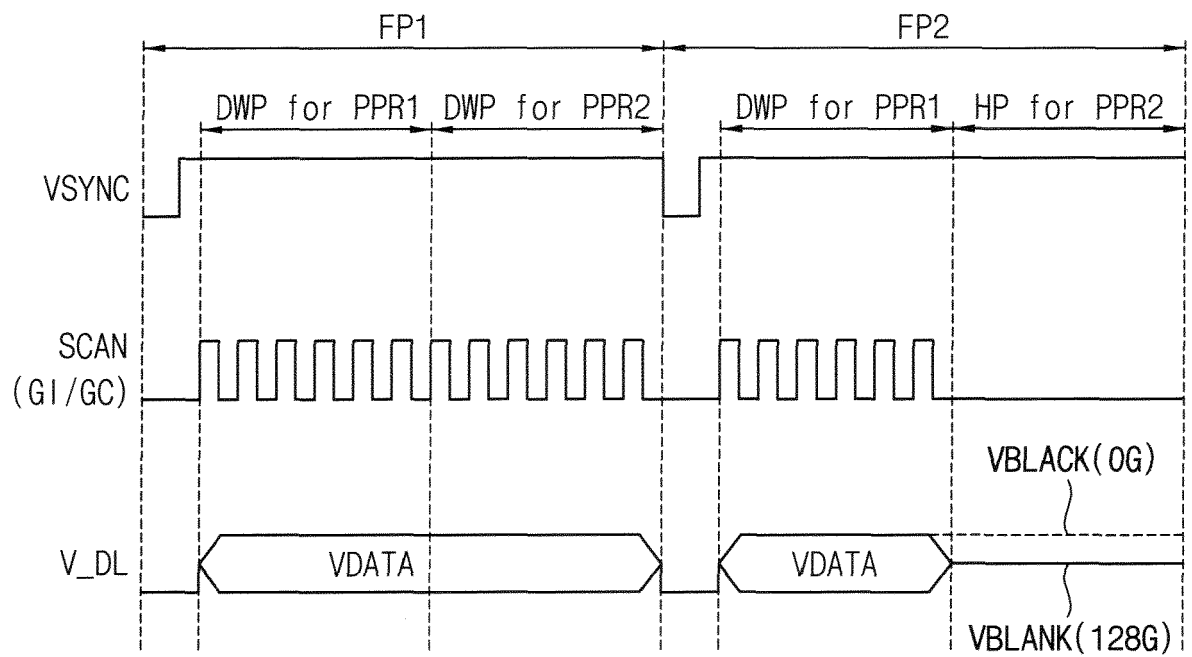 FP1 FP2
DWP for PPR1 DWP for PPR2 DWP for PPR1 HP for PPR2
VSYNC
SCAN
(GI/GC)
VBLACK(0G)
V_DL VDATA VDATA
VBLANK(128G)